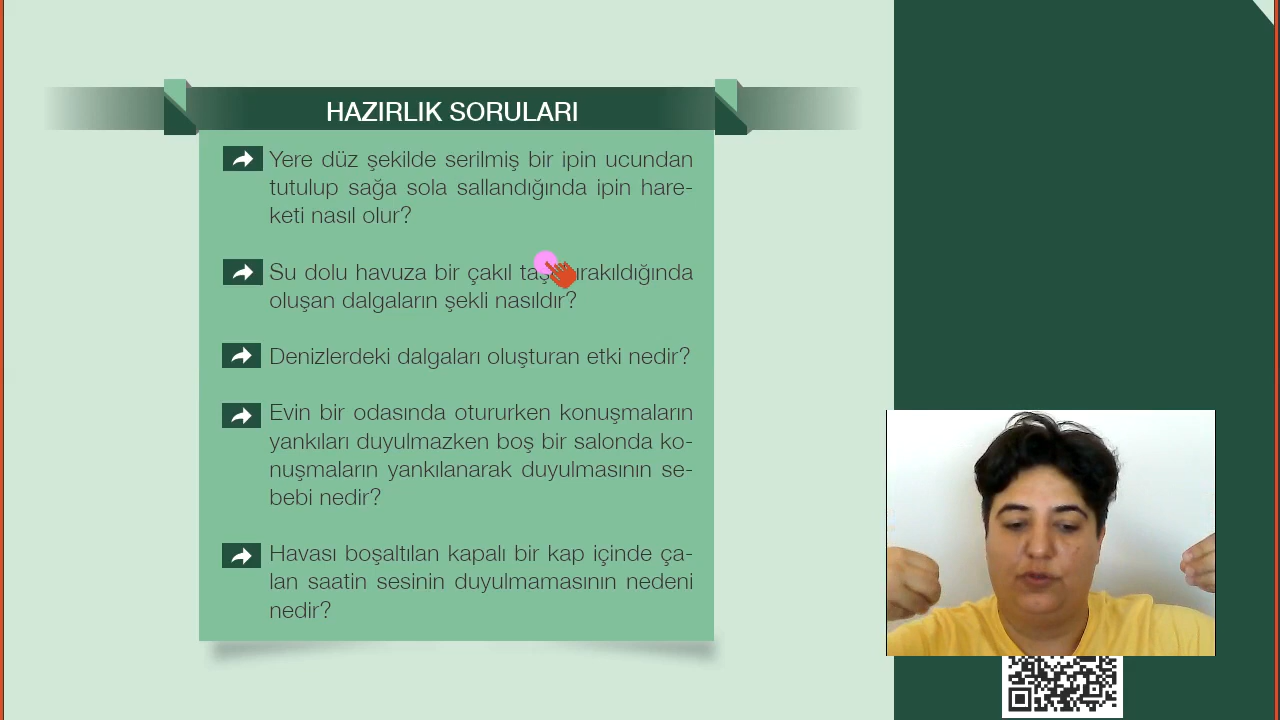 HAZIRLIK SORULARI
Yere düz şekilde serilmiş bir ipin ucundan
tutulup sağa sola sallandığında ipin hare-
keti nasıl olur?
Su dolu havuza bir çakıl taşı bırakıldığında
oluşan dalgaların şekli nasıldır?
Denizlerdeki dalgaları oluşturan etki nedir?
Evin bir odasında otururken konuşmaların
yankıları duyulmazken boş bir salonda ko-
nuşmaların yankılanarak duyulmasının se-
bebi nedir?
Havası boşaltılan kapalı bir kap içinde ça-
lan saatin sesinin duyulmamasının nedeni
nedir?